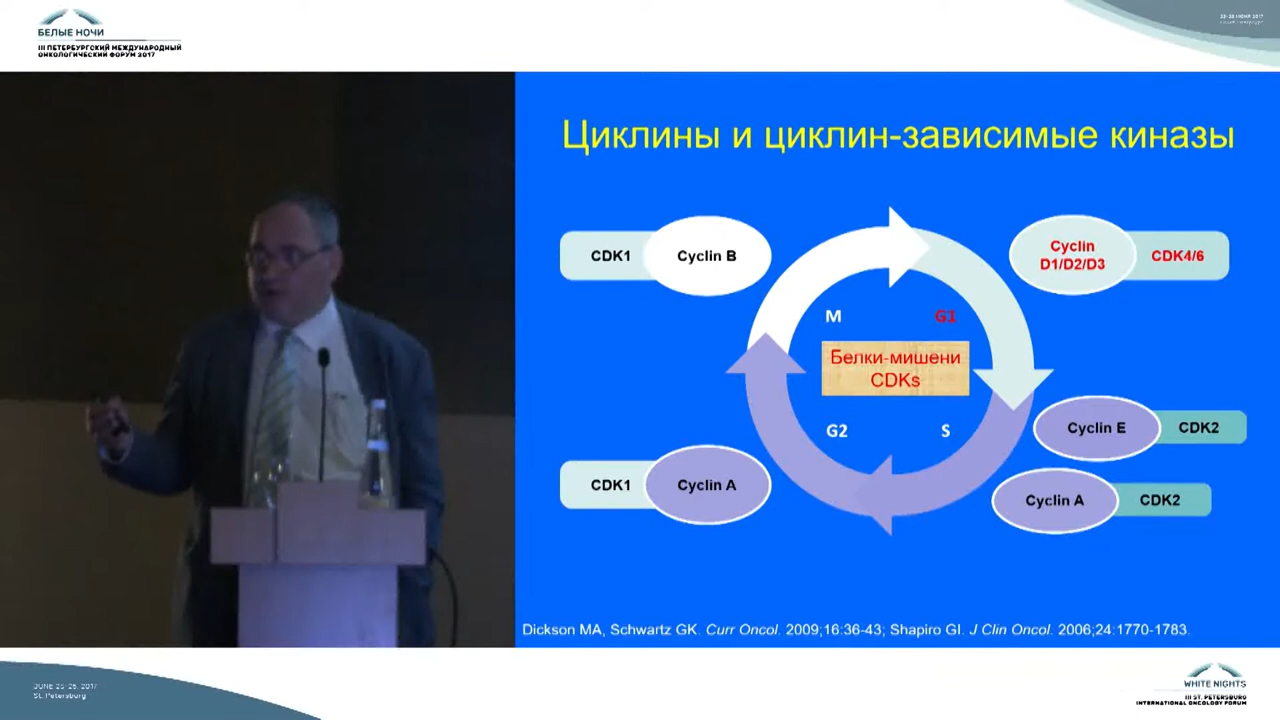 БЕЛЫЕ НОЧИ
III ПЕТЕРБУРГСКИЙ МЕЖДУНАРОДНЫЙ
ОНКОЛОГИЧЕСКИЙ ФОРУМ 2017
Циклины и циклин-зависимые киназы
CDK1
Cyclin B
Cyclin
D1/D2/D3
CDK4/6
M
G1
Белки-мишени
CDKs
G2
S
Cyclin E
CDK2
CDK1
Cyclin A
Cyclin A
CDK2
Dickson MA, Schwartz GK. Curr Oncol. 2009;16:36-43; Shapiro GI. J Clin Oncol. 2006;24:1770-1783.
JUNE 23-26, 2017
St. Petersburg
WHITE NIGHTS
III ST. PETERSBURG
INTERNATIONAL ONCOLOGY FORUM